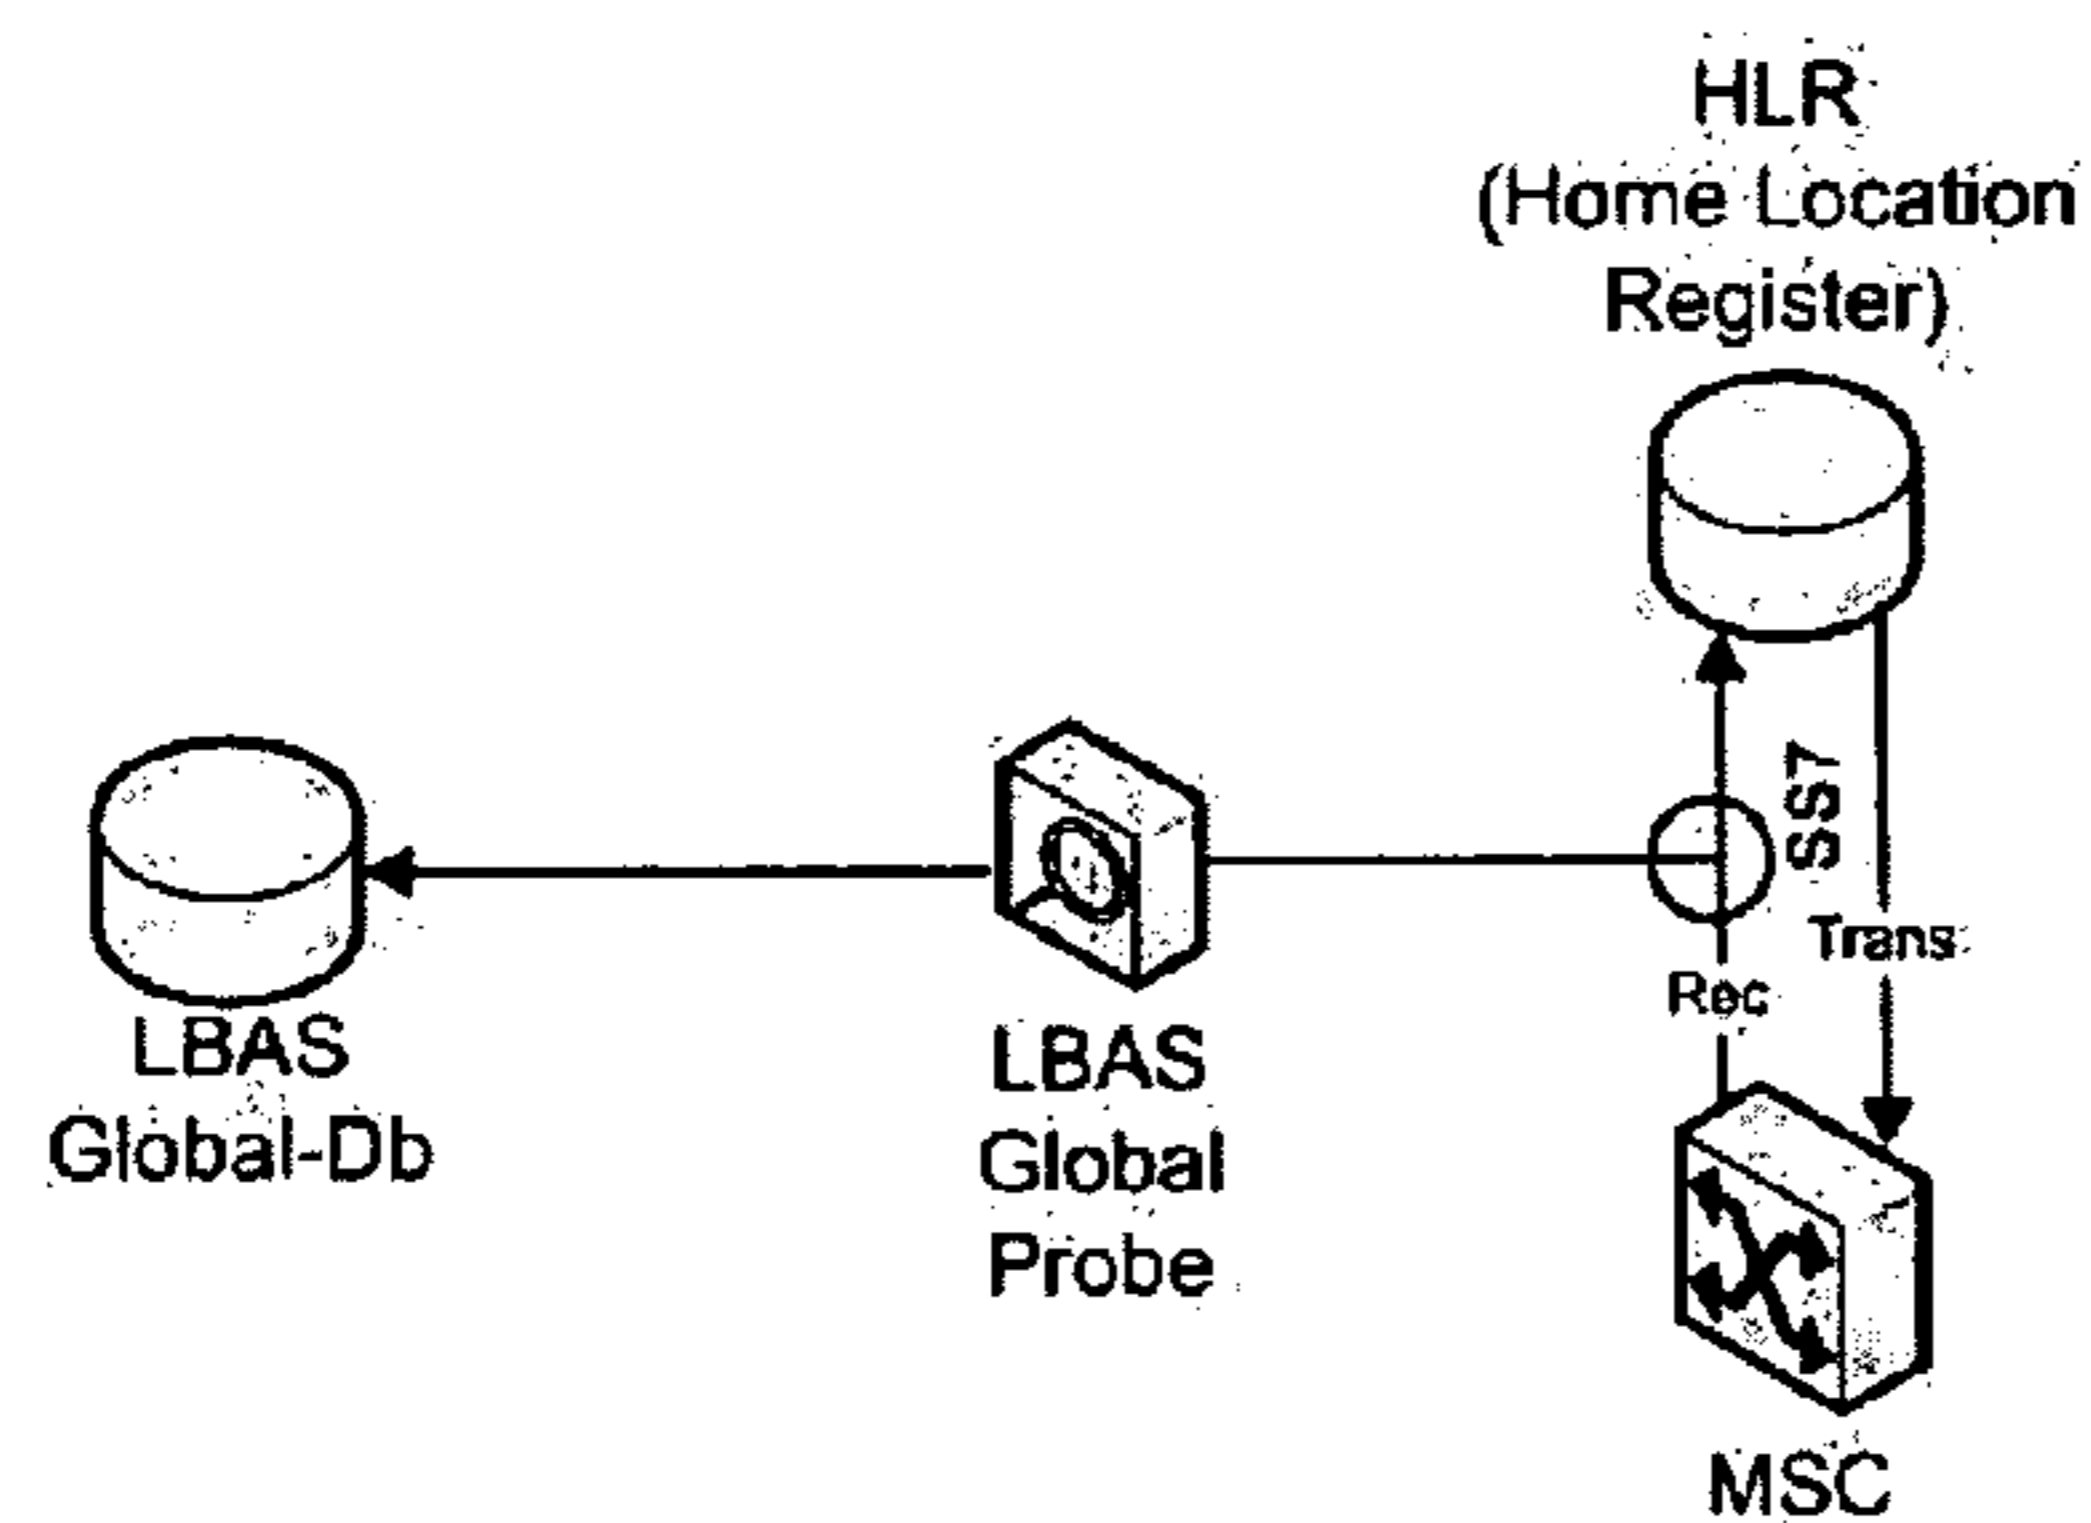 HLR
(Home Location
Register)
SS7
Trans
Rec
LBAS
Global-Db
LBAS
Global
Probe
MSC